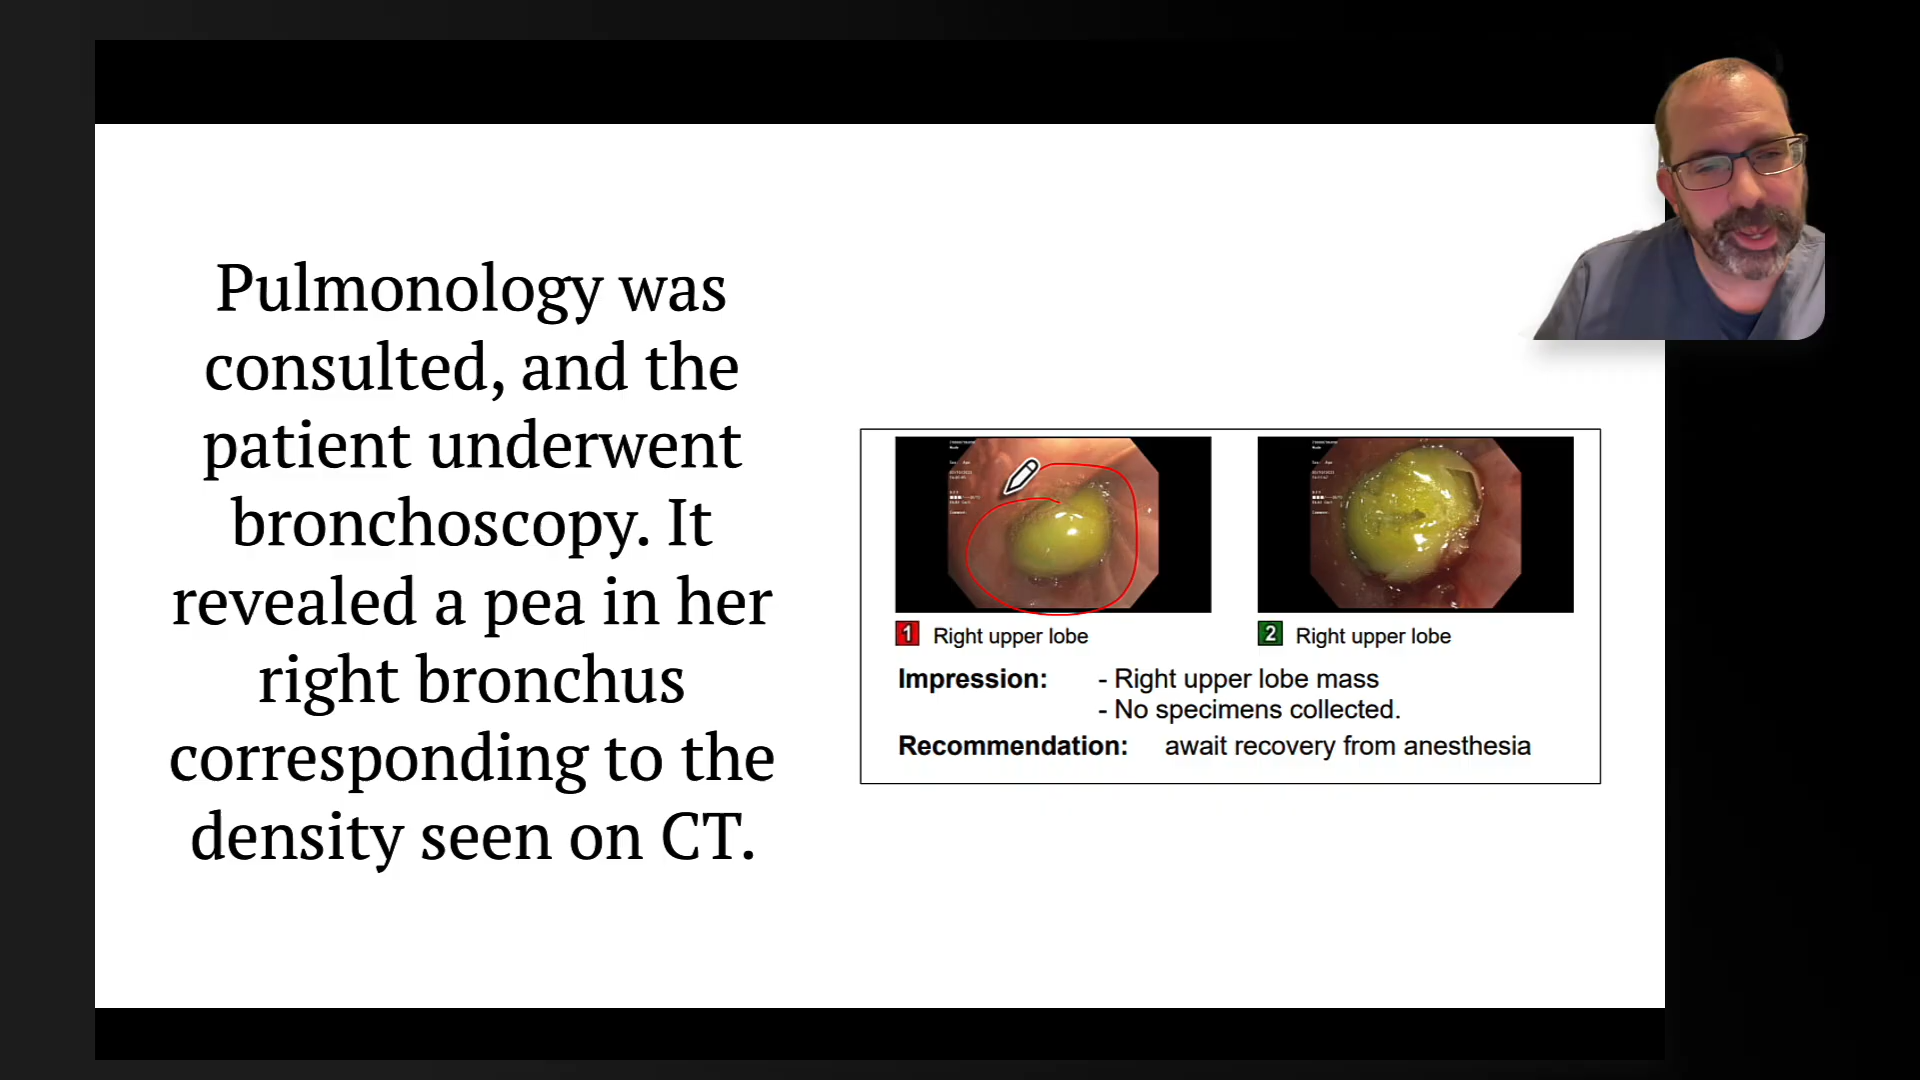 Pulmonology was
consulted, and the
patient underwent
bronchoscopy. It
revealed a pea in her
right bronchus
corresponding to the
density seen on CT.
1 Right upper lobe
2 Right upper lobe
Impression: - Right upper lobe mass
- No specimens collected.
Recommendation: await recovery from anesthesia